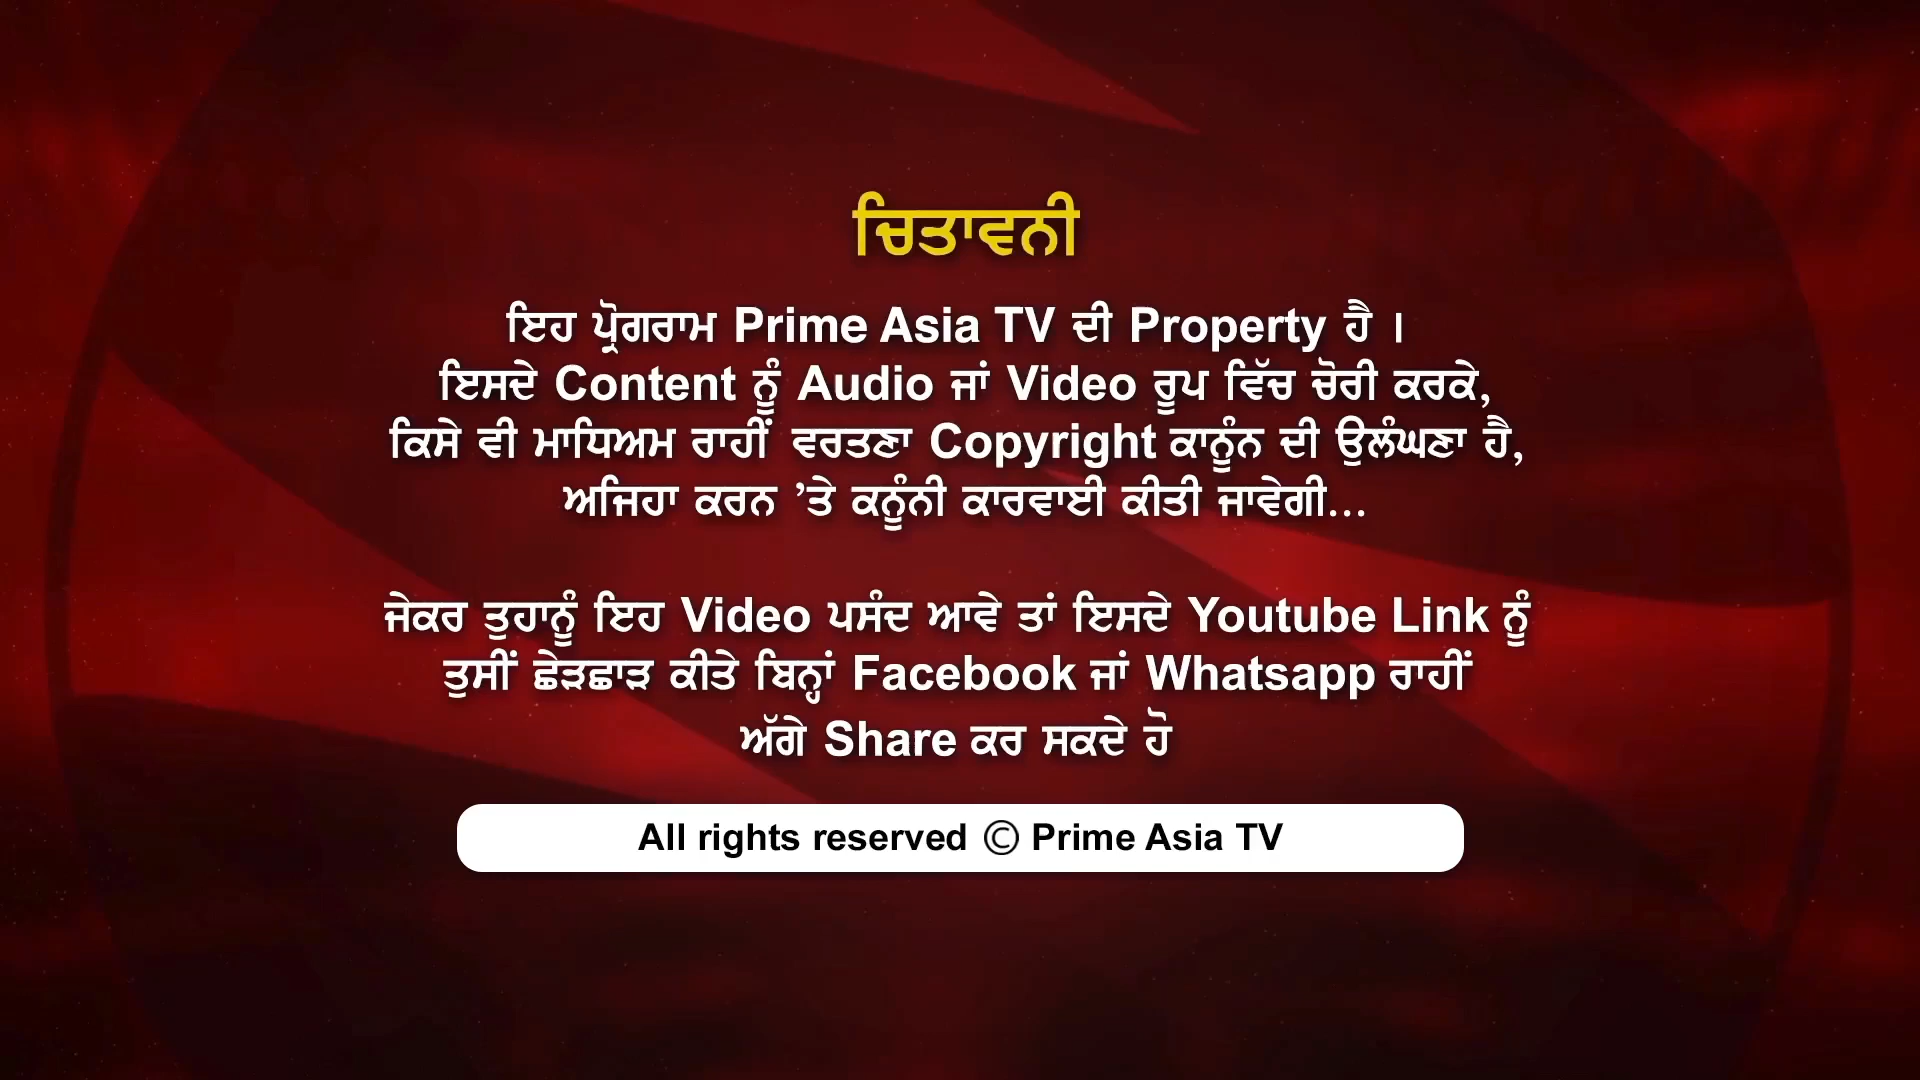 ਚਿਤਾਵਨੀ
ਇਹ ਪ੍ਰੋਗਰਾਮ Prime Asia TV ਦੀ Property ਹੈ ।
ਇਸਦੇ Content ਨੂੰ Audio ਜਾਂ Video ਰੂਪ ਵਿੱਚ ਚੋਰੀ ਕਰਕੇ,
ਕਿਸੇ ਵੀ ਮਾਧਿਅਮ ਰਾਹੀਂ ਵਰਤਣਾ Copyright ਕਾਨੂੰਨ ਦੀ ਉਲੰਘਣਾ ਹੈ,
ਅਜਿਹਾ ਕਰਨ ’ਤੇ ਕਨੂੰਨੀ ਕਾਰਵਾਈ ਕੀਤੀ ਜਾਵੇਗੀ...
ਜੇਕਰ ਤੁਹਾਨੂੰ ਇਹ Video ਪਸੰਦ ਆਵੇ ਤਾਂ ਇਸਦੇ Youtube Link ਨੂੰ
ਤੁਸੀਂ ਛੇੜਛਾੜ ਕੀਤੇ ਬਿਨ੍ਹਾਂ Facebook ਜਾਂ Whatsapp ਰਾਹੀਂ
ਅੱਗੇ Share ਕਰ ਸਕਦੇ ਹੋ
All rights reserved © Prime Asia TV